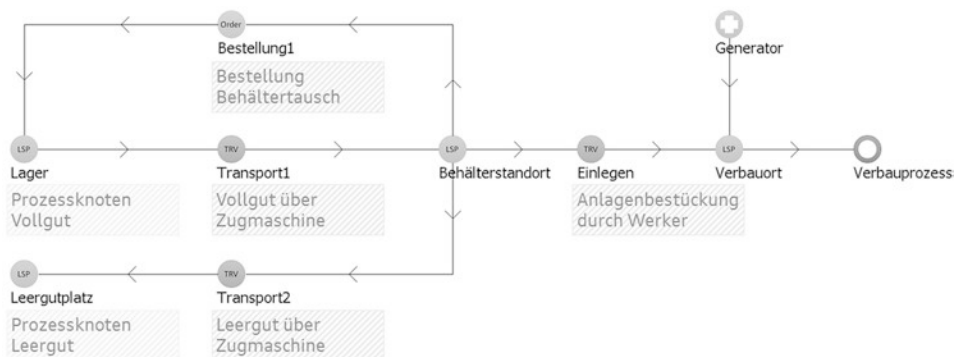 Order
Bestellung1
Bestellung
Behältertausch
Generator
LSP
Lager
Prozessknoten
Vollgut
TRV
Transport1
Vollgut über
Zugmaschine
LSP
Behälterstandort
TRV
Einlegen
Anlagenbestückung
durch Werker
LSP
Verbauort
Verbauprozess
LSP
Leergutplatz
Prozessknoten
Leergut
TRV
Transport2
Leergut über
Zugmaschine